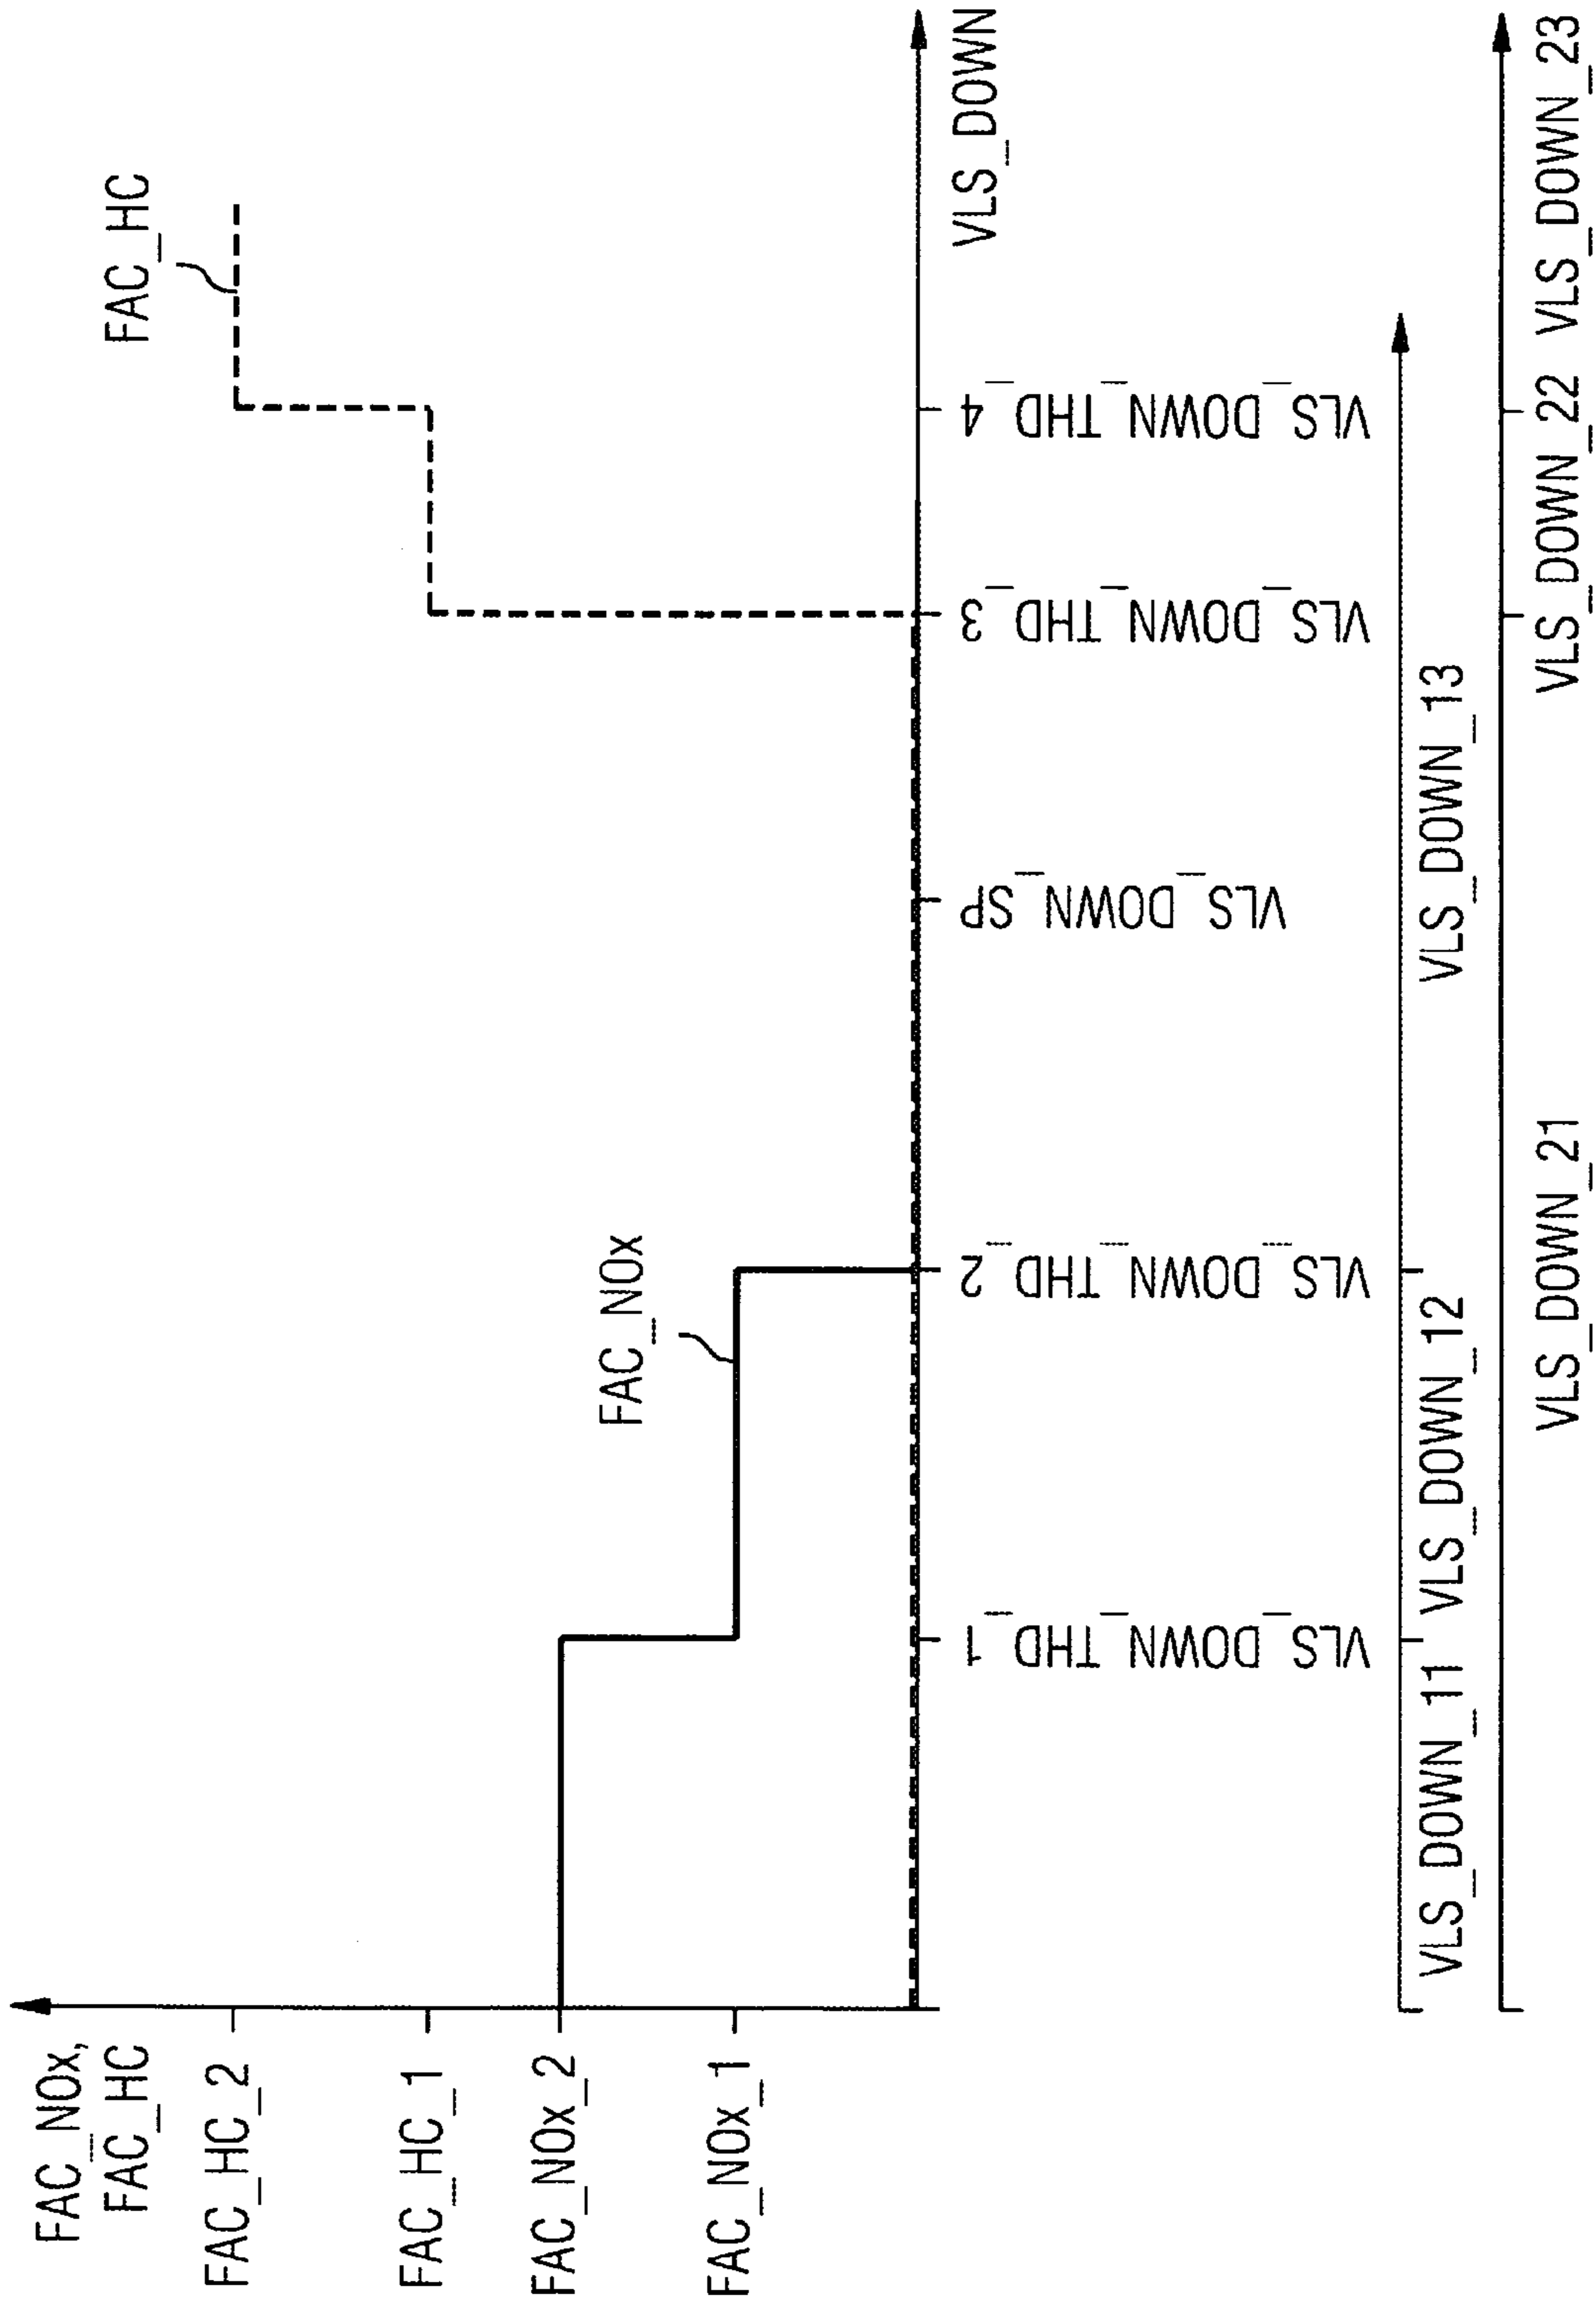 FAC_NOx,
FAC_HC
FAC_HC_2
FAC_HC_1
FAC_NOx_2
FAC_NOx_1
FAC_NOx
FAC_HC
VLS_DOWN
VLS_DOWN_THD_1
VLS_DOWN_THD_2
VLS_DOWN_SP
VLS_DOWN_THD_3
VLS_DOWN_THD_4
VLS_DOWN_11
VLS_DOWN_12
VLS_DOWN_13
VLS_DOWN_21
VLS_DOWN_22
VLS_DOWN_23